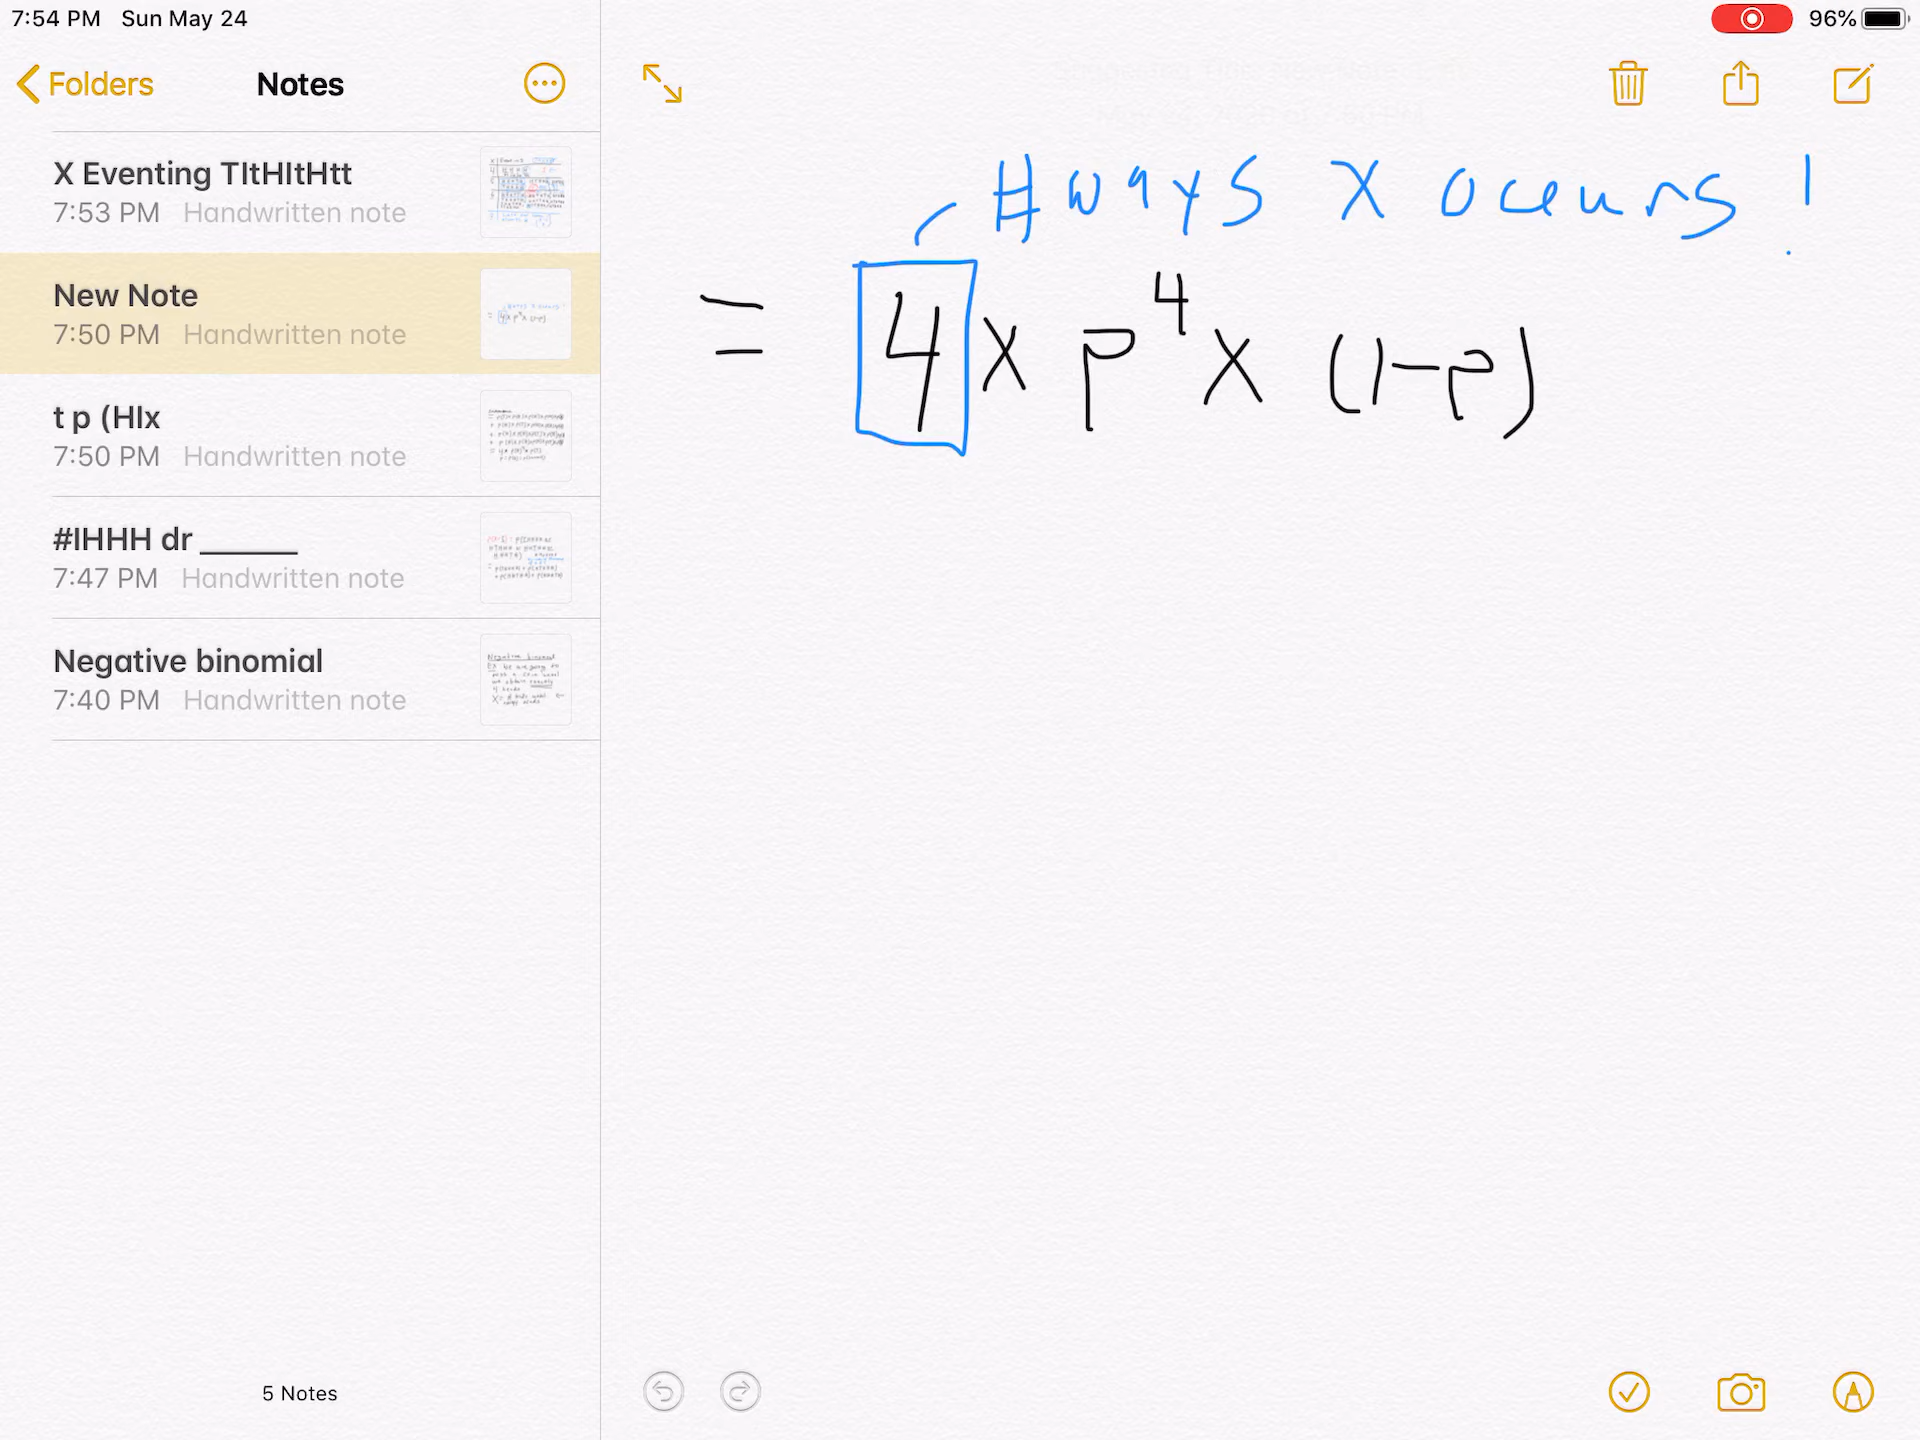 7:54 PM Sun May 24
96%
Folders
Notes
X Eventing TItHItHtt
7:53 PM Handwritten note
New Note
7:50 PM Handwritten note
t p (HIx
7:50 PM Handwritten note
#IHHH dr ______
7:47 PM Handwritten note
Negative binomial
7:40 PM Handwritten note
5 Notes
# ways X occurs !
= 4 x p⁴ x (1-p)